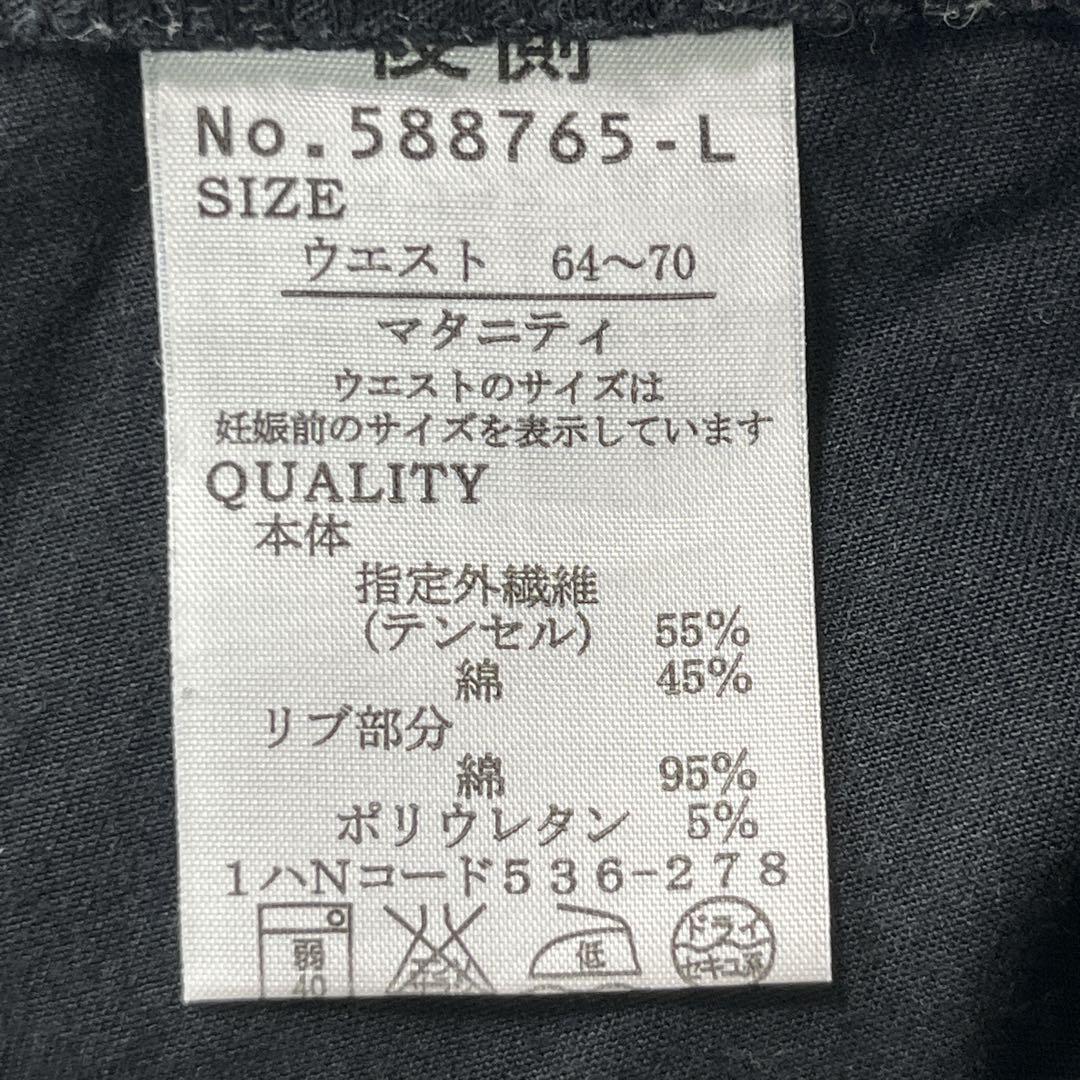 後側
No.588765-L
SIZE
ウエスト 64～70
マタニティ
ウエストのサイズは
妊娠前のサイズを表示しています
QUALITY
本体
指定外繊維
(テンセル) 55%
綿 45%
リブ部分
綿 95%
ポリウレタン 5%
1ハNコード536-278
弱
40
低
ドライ
セキユ系